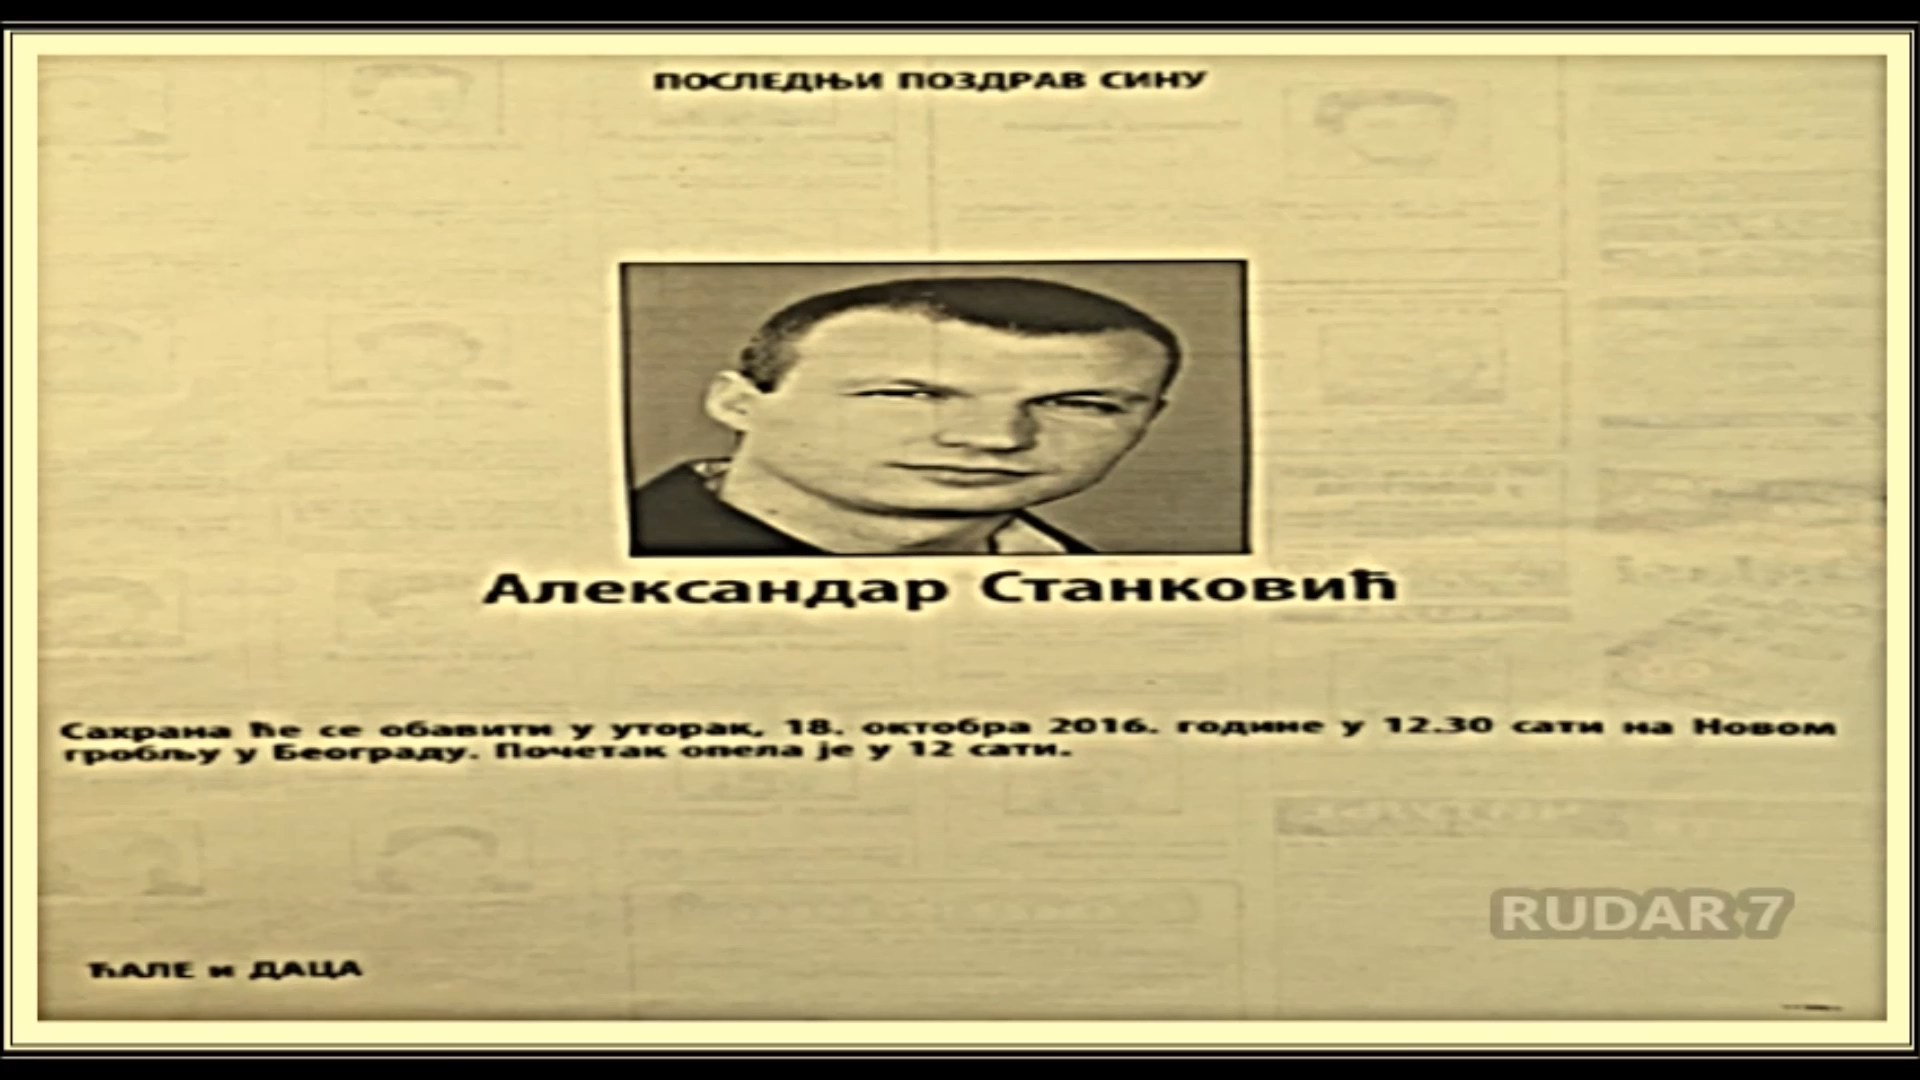 ПОСЛЕДЊИ ПОЗДРАВ СИНУ
Александар Станковић
Сахрана ће се обавити у уторак, 18. октобра 2016. године у 12.30 сати на Новом
гробљу у Београду. Почетак опела је у 12 сати.
RUDAR 7
ЋАЛЕ и ДАЦА